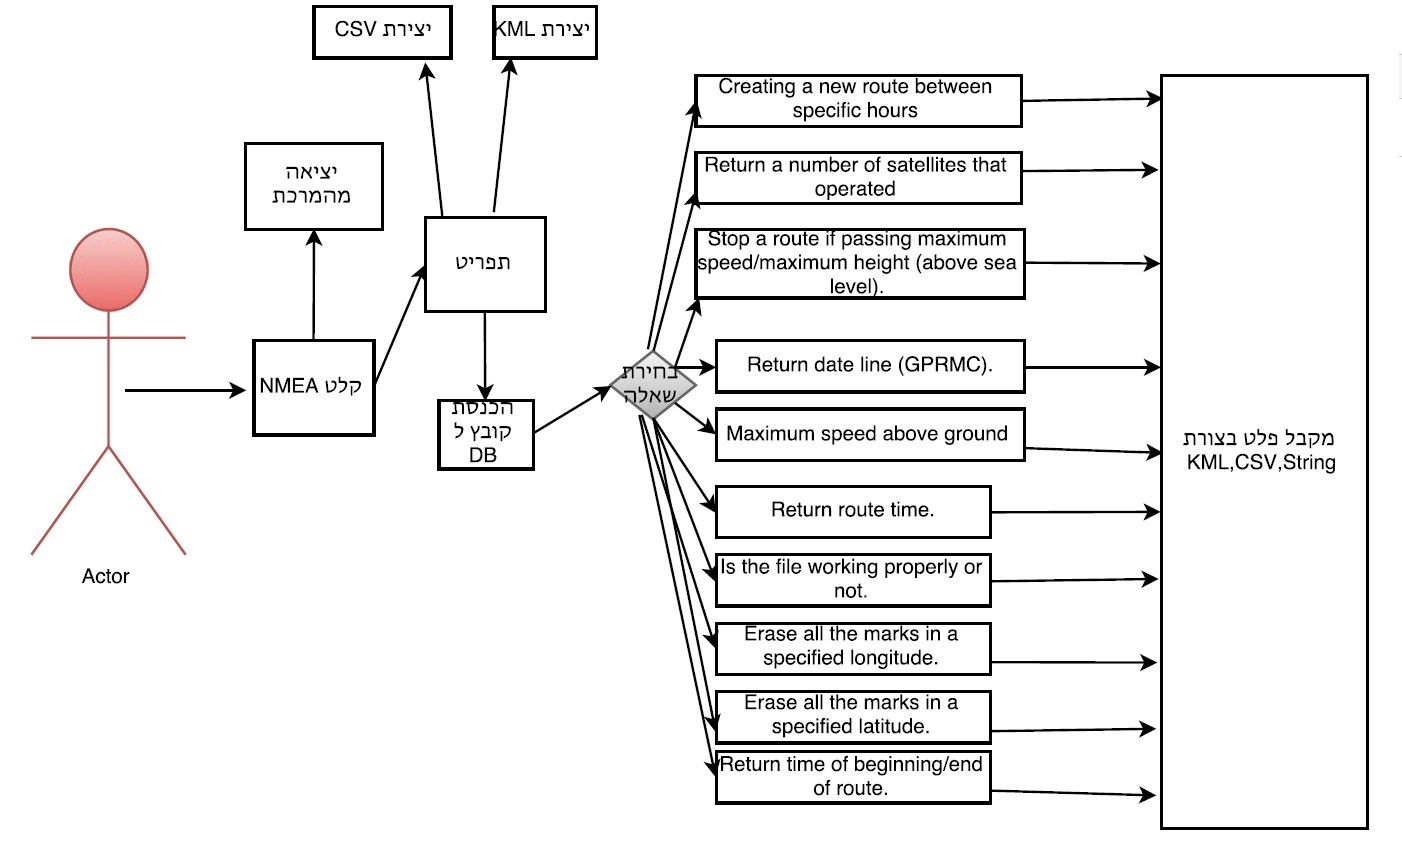 יצירת CSV
יצירת KML
יציאה
מהמרכת
תפריט
קלט NMEA
הכנסת
קובץ ל
DB
Actor
בחירת
שאלה
Creating a new route between
specific hours
Return a number of satellites that
operated
Stop a route if passing maximum
speed/maximum height (above sea
level).
Return date line (GPRMC).
Maximum speed above ground
Return route time.
Is the file working properly or
not.
Erase all the marks in a
specified longitude.
Erase all the marks in a
specified latitude.
Return time of beginning/end
of route.
מקבל פלט בצורת
KML,CSV,String